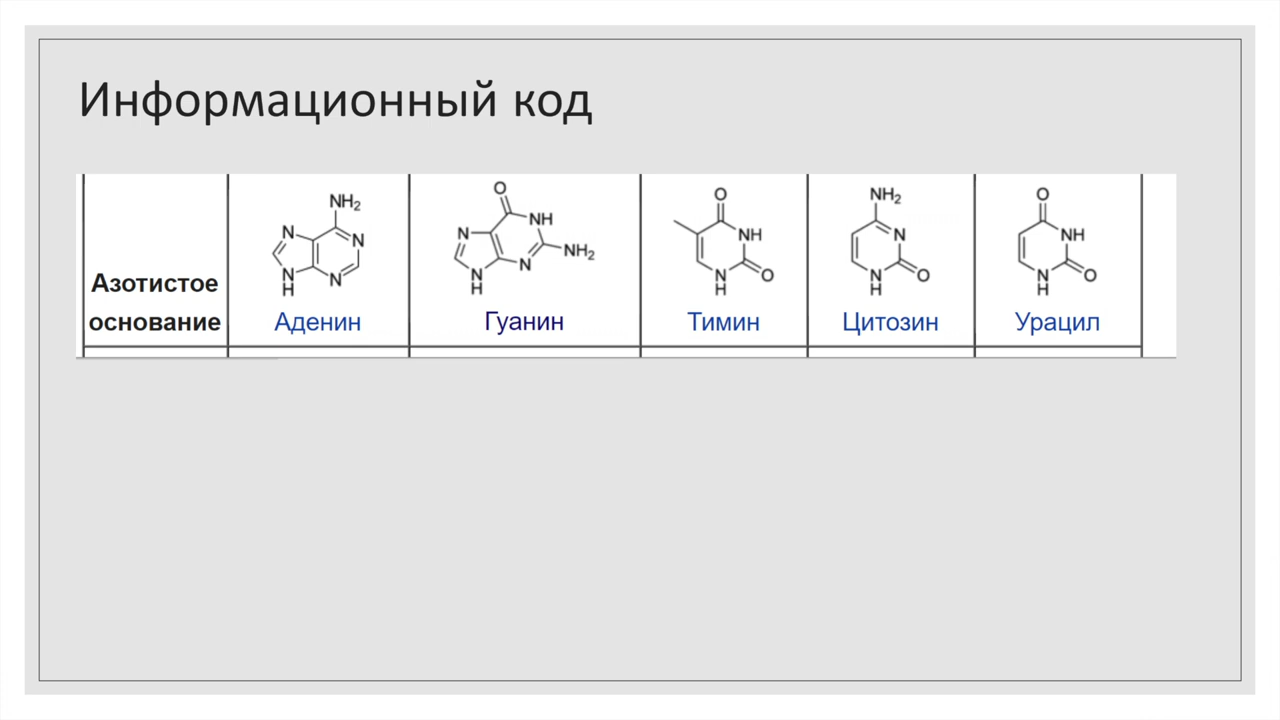 Информационный код
Азотистое
основание
NH₂
N
N
N
H
N
Аденин
O
N
NH
N
H
N
NH₂
Гуанин
O
NH
N
H
O
Тимин
NH₂
N
N
H
O
Цитозин
O
NH
N
H
O
Урацил